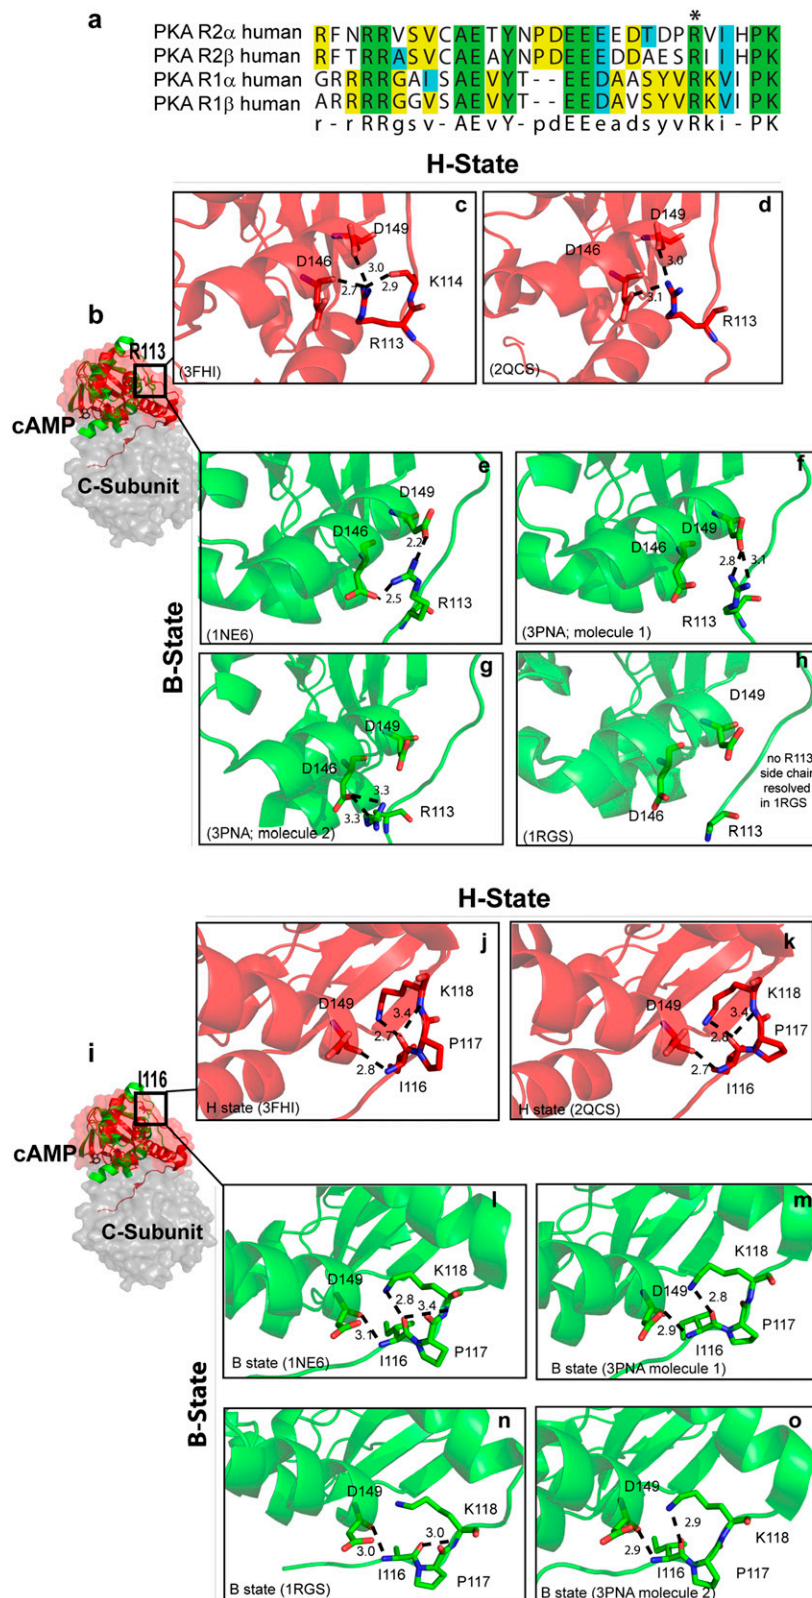 a
*
PKA R2α human RFNRRVSVCAETYNPDEEEEDTDPRVIHPK
PKA R2β human RFTRRASVCAEAYNPDEEEDDAESRIIHPK
PKA R1α human GRRRRGAISAEVYT--EEDAASYVRKVIPK
PKA R1β human ARRRRGGVSAEVYT--EEDAVSYVRKVIPK
r-rRRgsv-AEvY-pdEEeadsyvRki-PK
H-State
c
D149
D146
3.0
2.7
2.9
K114
R113
(3FHI)
d
D149
D146
3.0
3.1
R113
(2QCS)
b
R113
cAMP
C-Subunit
B-State
e
D149
D146
2.2
2.5
R113
(1NE6)
f
D149
D146
2.8
3.1
R113
(3PNA; molecule 1)
g
D149
D146
3.3
3.3
R113
(3PNA; molecule 2)
h
D149
no R113
side chain
resolved
in 1RGS
D146
R113
(1RGS)
H-State
j
K118
D149
3.4
2.7
P117
2.8
I116
H state (3FHI)
k
K118
D149
3.4
2.8
P117
2.7
I116
H state (2QCS)
i
I116
cAMP
C-Subunit
B-State
l
K118
D149
2.8
3.4
3.1
P117
I116
B state (1NE6)
m
K118
D149
2.8
2.9
P117
I116
B state (3PNA molecule 1)
n
D149
K118
3.0
3.0
I116
P117
B state (1RGS)
o
D149
K118
2.9
2.9
I116
P117
B state (3PNA molecule 2)